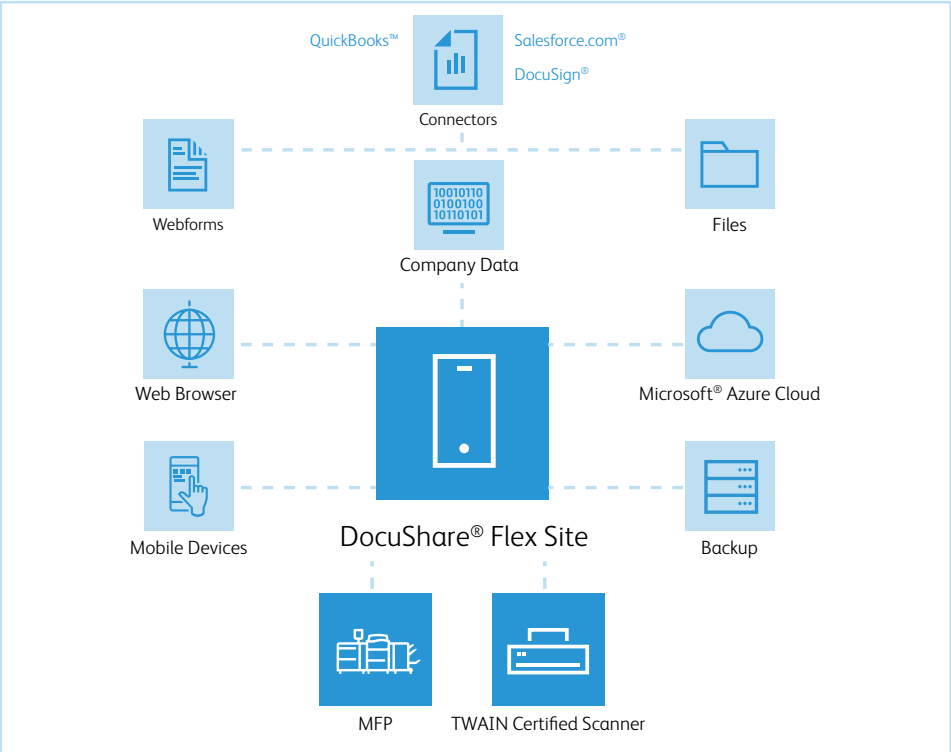 QuickBooks™
Salesforce.com®
DocuSign®
Connectors
Webforms
10010110
0100100
10110101
Files
Company Data
Web Browser
Microsoft® Azure Cloud
Mobile Devices
DocuShare® Flex Site
Backup
MFP
TWAIN Certified Scanner